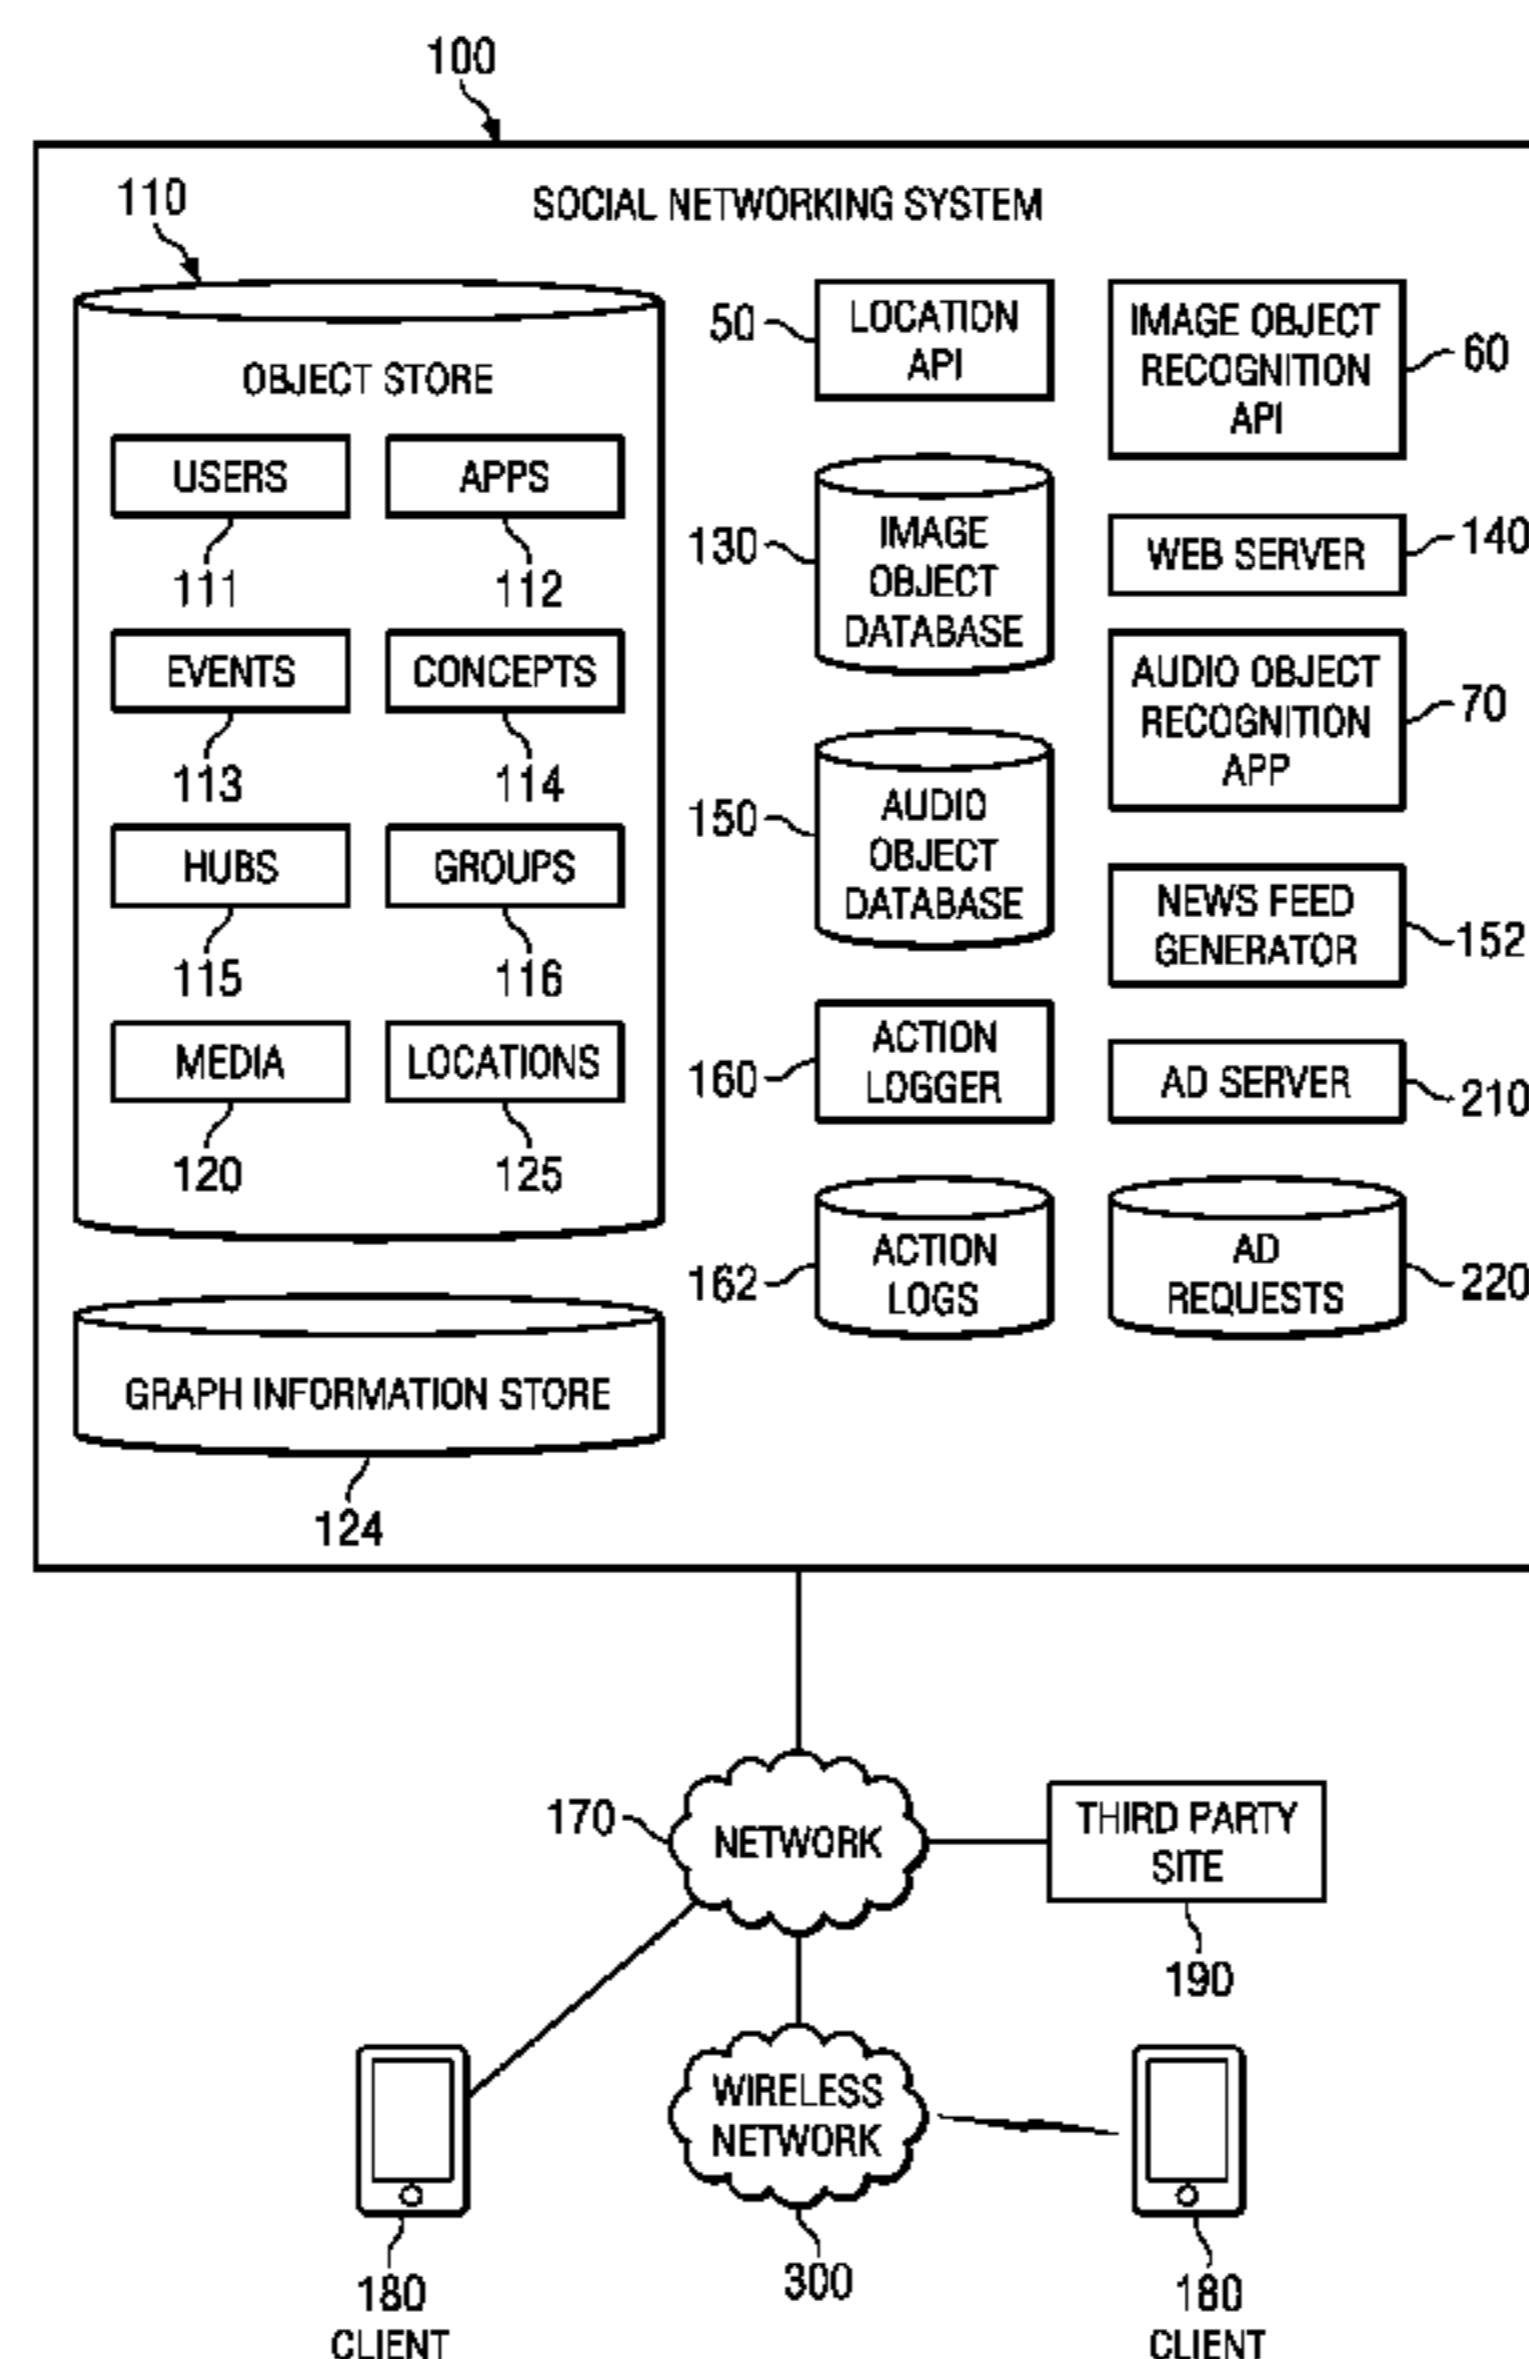 100
SOCIAL NETWORKING SYSTEM
110
OBJECT STORE
USERS
111
APPS
112
EVENTS
113
CONCEPTS
114
HUBS
115
GROUPS
116
MEDIA
120
LOCATIONS
125
GRAPH INFORMATION STORE
124
50
LOCATION
API
130
IMAGE
OBJECT
DATABASE
150
AUDIO
OBJECT
DATABASE
160
ACTION
LOGGER
162
ACTION
LOGS
IMAGE OBJECT
RECOGNITION
API
60
WEB SERVER
140
AUDIO OBJECT
RECOGNITION
APP
70
NEWS FEED
GENERATOR
152
AD SERVER
210
AD
REQUESTS
220
170
NETWORK
THIRD PARTY
SITE
190
WIRELESS
NETWORK
300
180
CLIENT
180
CLIENT